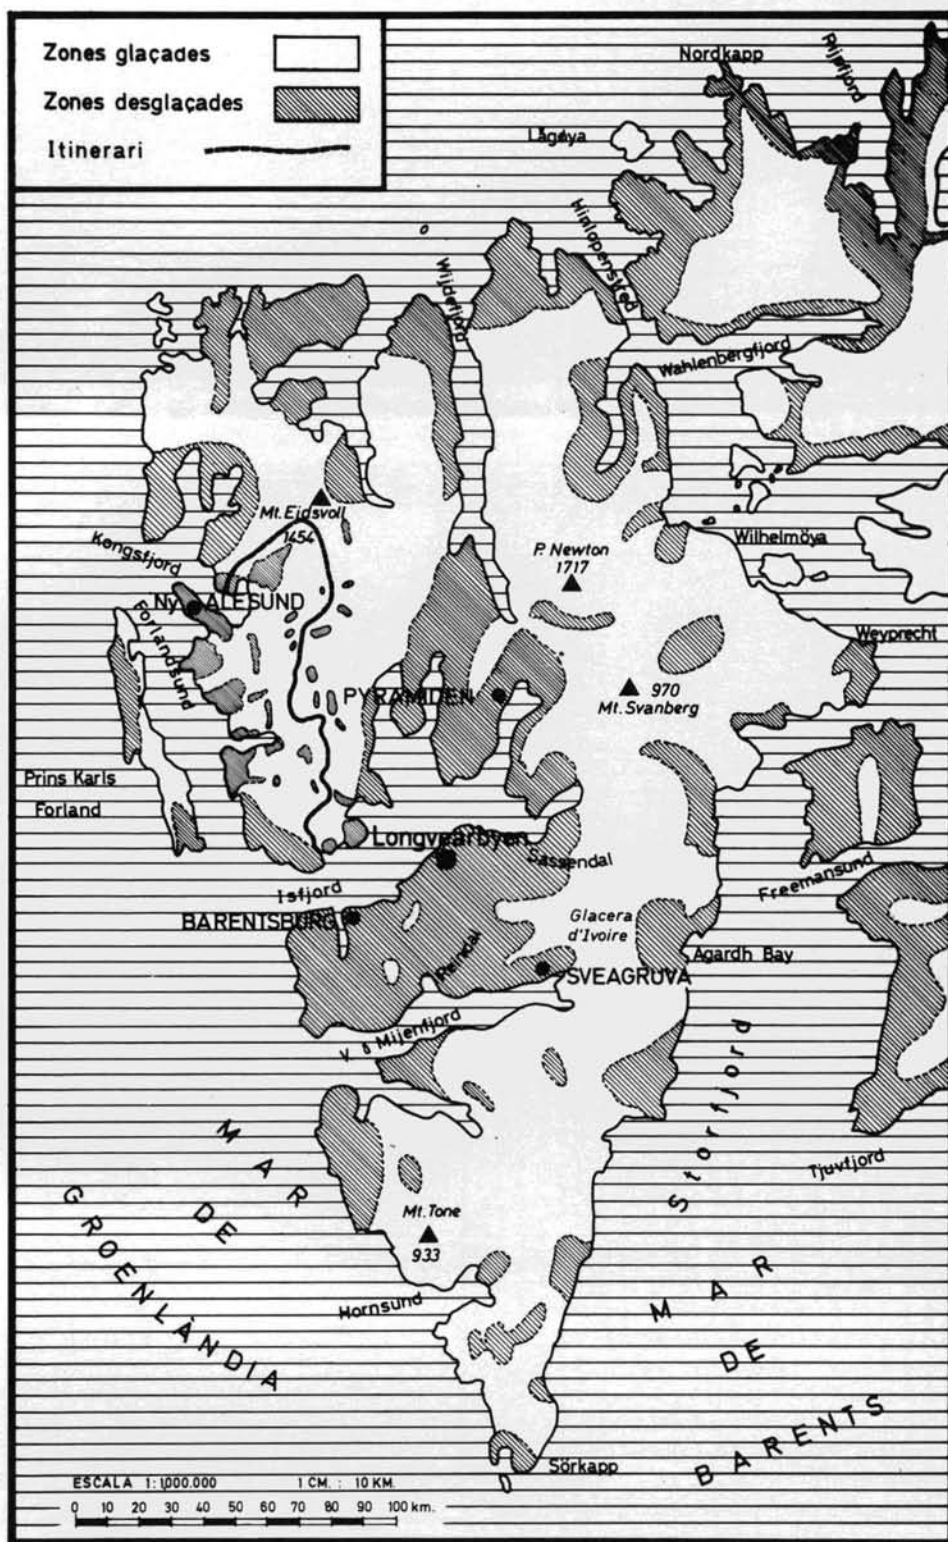 Zones glaçades
Zones desglaçades
Itinerari
Nordkapp
Rijpfjord
Lågøya
Hinlopenstred
Wijdefjorp
Wahlenbergfjord
Mt. Eidsvoll
1454
Kongsfjord
P. Newton
1717
Wilhelmöya
Ny-ALESUND
Forlandsund
Weyprecht
PYRAMIDEN
970
Mt. Svanberg
Prins Karls
Forland
Longyearbyen
Sassendal
Isfjord
Freemansund
BARENTSBURG
Glacera
d'Ivoire
Reindal
Agardh Bay
SVEAGRUVA
Mijenfjord
Storfjord
Tjuvfjord
MAR
DE
GROENLÀNDIA
Mt. Tone
933
Hornsund
MAR
DE
BARENTS
Sörkapp
ESCALA 1:1000.000 1 CM. : 10 KM.
0 10 20 30 40 50 60 70 80 90 100 km.